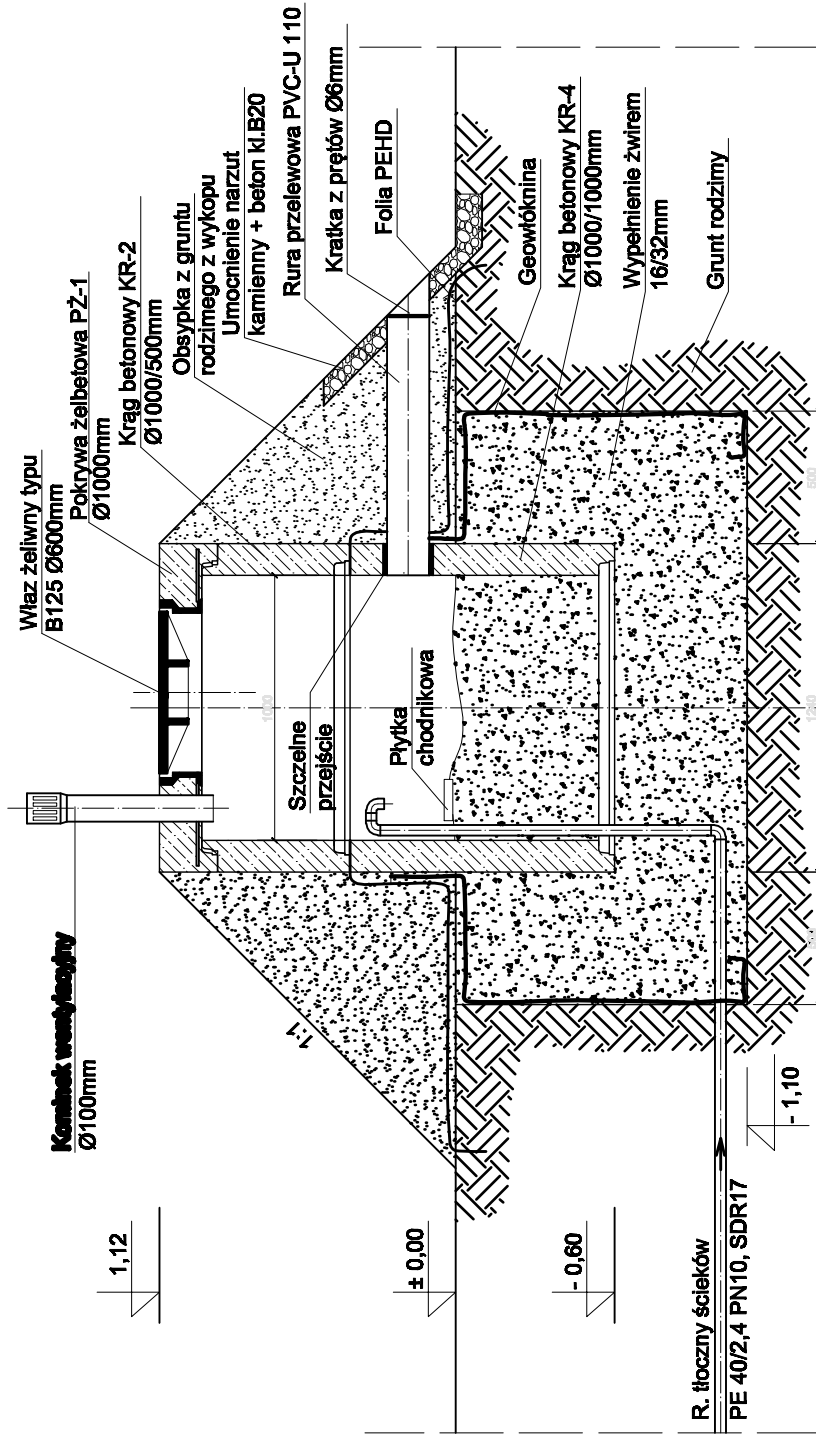 Kominek wentylacyjny
Ø100mm
Właz żeliwny typu
B125 Ø600mm
Pokrywa żelbetowa PŻ-1
Ø1000mm
Krąg betonowy KR-2
Ø1000/500mm
Obsypka z gruntu
rodzimego z wykopu
Umocnienie narzut
kamienny + beton kl.B20
Rura przelewowa PVC-U 110
Kratka z prętów Ø6mm
Folia PEHD
Geowłóknina
Krąg betonowy KR-4
Ø1000/1000mm
Wypełnienie żwirem
16/32mm
Grunt rodzimy
Szczelne
przejście
Płytka
chodnikowa
1000
1:1
1,12
± 0,00
- 0,60
- 1,10
R. tłoczny ścieków
PE 40/2,4 PN10, SDR17
500